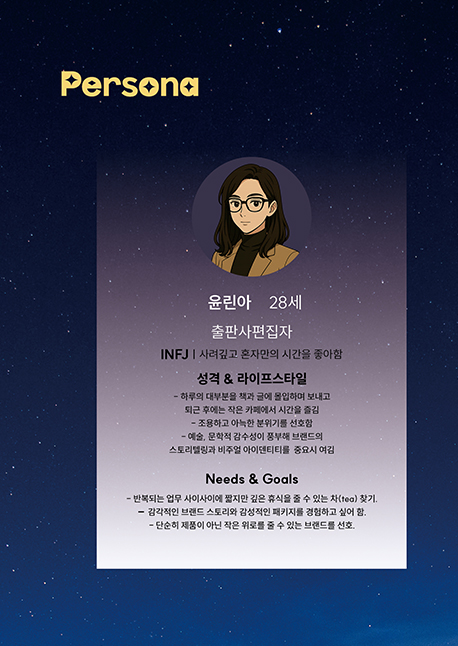 Persona
윤린아 28세
출판사편집자
INFJ | 사려깊고 혼자만의 시간을 좋아함
성격 & 라이프스타일
- 하루의 대부분을 책과 글에 몰입하며 보내고
퇴근 후에는 작은 카페에서 시간을 즐김
- 조용하고 아늑한 분위기를 선호함
- 예술, 문학적 감수성이 풍부해 브랜드의
스토리텔링과 비주얼 아이덴티티를 중요시 여김
Needs & Goals
- 반복되는 업무 사이사이에 짧지만 깊은 휴식을 줄 수 있는 차(tea) 찾기.
- 감각적인 브랜드 스토리와 감성적인 패키지를 경험하고 싶어 함.
- 단순히 제품이 아닌 작은 위로를 줄 수 있는 브랜드를 선호.